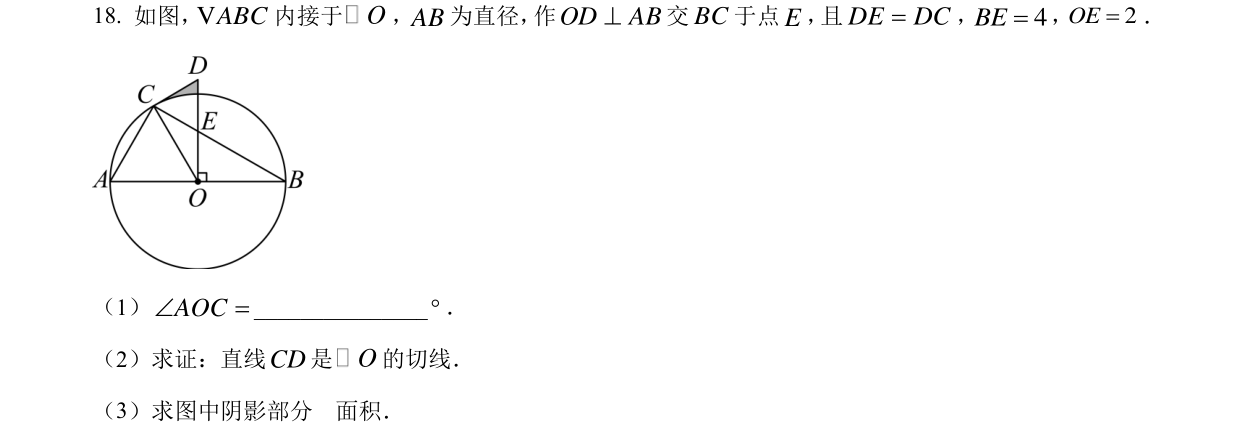 18. 如图,VABC 内接于□ O,AB 为直径,作 OD ⊥ AB 交 BC 于点 E,且 DE = DC,BE = 4,OE = 2.
D
C
E
A
B
O
(1)∠AOC = ______________°.
(2)求证:直线 CD 是□ O 的切线.
(3)求图中阴影部分 面积.